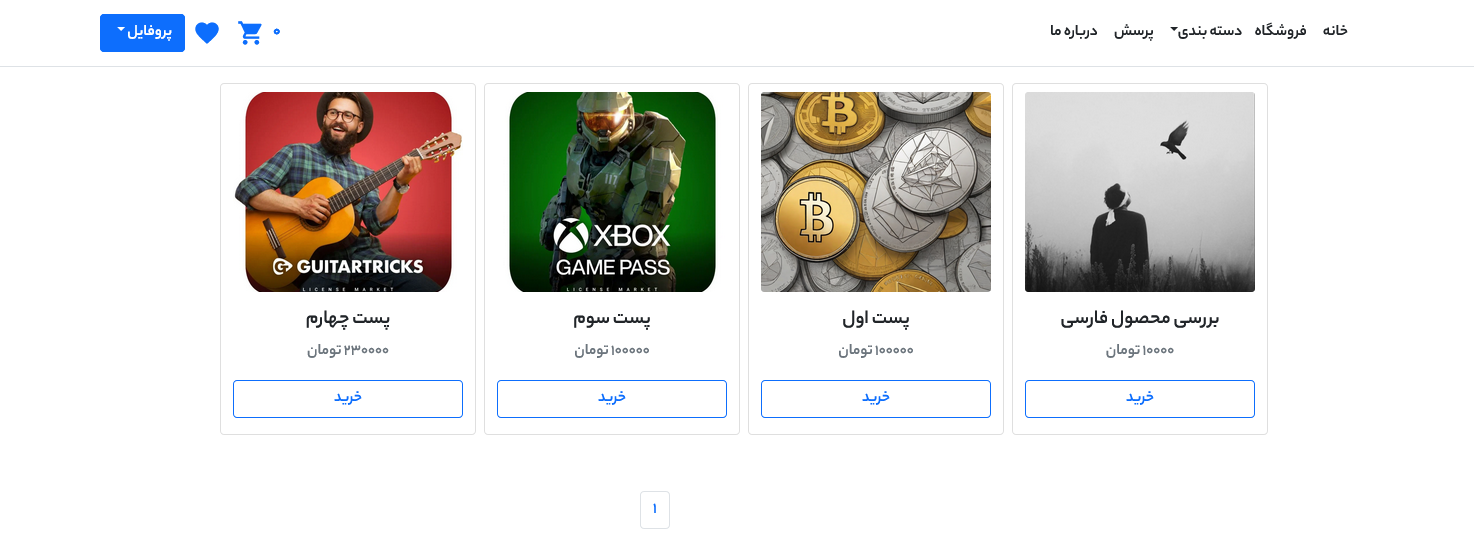 خانه
فروشگاه
دسته بندی
پرسش
درباره ما
۰
پروفایل
بررسی محصول فارسی
۱۰۰۰۰ تومان
خرید
پست اول
۱۰۰۰۰۰ تومان
خرید
XBOX
GAME PASS
LICENSE MARKET
پست سوم
۱۰۰۰۰۰ تومان
خرید
GUITARTRICKS
LICENSE MARKET
پست چهارم
۲۳۰۰۰۰ تومان
خرید
۱